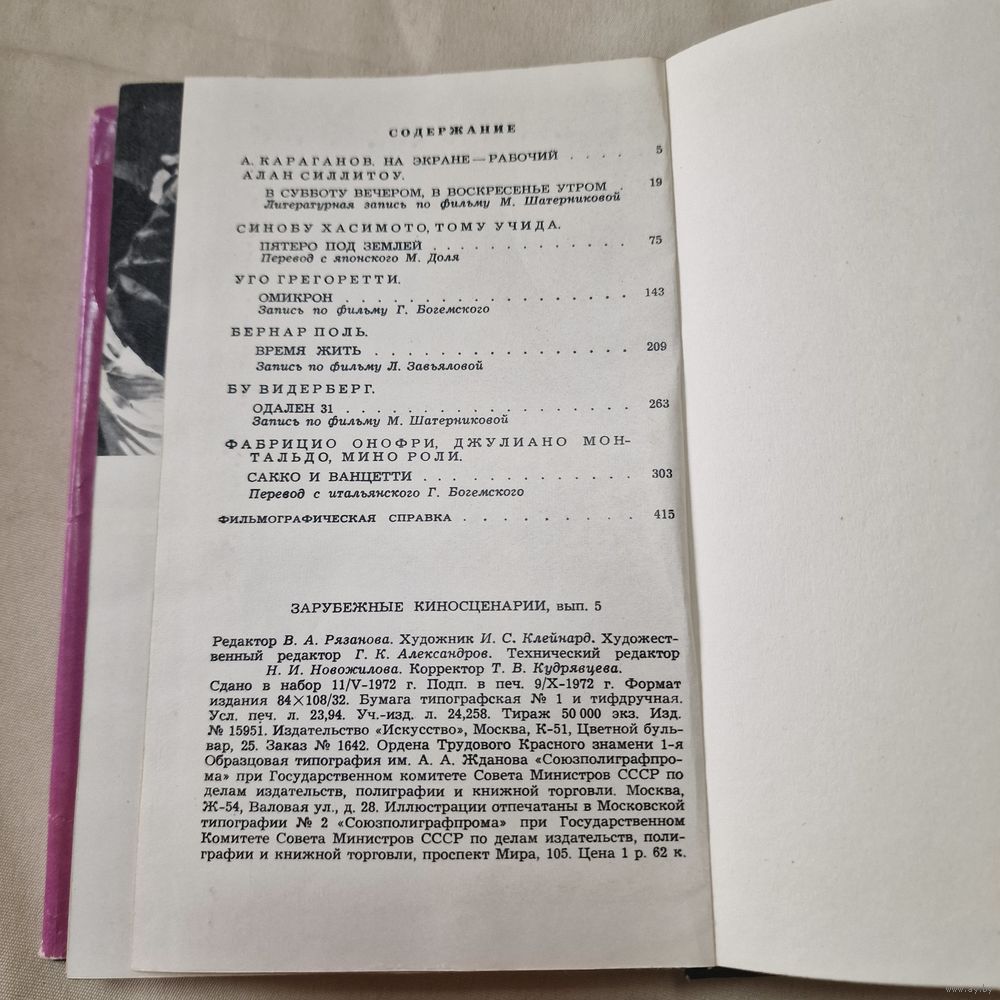 СОДЕРЖАНИЕ
А. КАРАГАНОВ. НА ЭКРАНЕ — РАБОЧИЙ . . . . 5
АЛАН СИЛЛИТОУ.
В СУББОТУ ВЕЧЕРОМ, В ВОСКРЕСЕНЬЕ УТРОМ . 19
Литературная запись по фильму М. Шатерниковой
СИНОБУ ХАСИМОТО, ТОМУ УЧИДА.
ПЯТЕРО ПОД ЗЕМЛЕЙ . . . . . . . . . . . . . 75
Перевод с японского М. Доля
УГО ГРЕГОРЕТТИ.
ОМИКРОН . . . . . . . . . . . . . . . . . . 143
Запись по фильму Г. Богемского
БЕРНАР ПОЛЬ.
ВРЕМЯ ЖИТЬ . . . . . . . . . . . . . . . . 209
Запись по фильму Л. Завьяловой
БУ ВИДЕРБЕРГ.
ОДАЛЕН 31 . . . . . . . . . . . . . . . . . 263
Запись по фильму М. Шатерниковой
ФАБРИЦИО ОНОФРИ, ДЖУЛИАНО МОН-
ТАЛЬДО, МИНО РОЛИ.
САККО И ВАНЦЕТТИ . . . . . . . . . . . . . 303
Перевод с итальянского Г. Богемского
ФИЛЬМОГРАФИЧЕСКАЯ СПРАВКА . . . . . . . . . 415
ЗАРУБЕЖНЫЕ КИНОСЦЕНАРИИ, вып. 5
Редактор В. А. Рязанова. Художник И. С. Клейнард. Художест-
венный редактор Г. К. Александров. Технический редактор
Н. И. Новожилова. Корректор Т. В. Кудрявцева.
Сдано в набор 11/V-1972 г. Подп. в печ. 9/X-1972 г. Формат
издания 84×108/32. Бумага типографская № 1 и тифдручная.
Усл. печ. л. 23,94. Уч.-изд. л. 24,258. Тираж 50 000 экз. Изд.
№ 15951. Издательство «Искусство», Москва, К-51, Цветной буль-
вар, 25. Заказ № 1642. Ордена Трудового Красного знамени 1-я
Образцовая типография им. А. А. Жданова «Союзполиграфпро-
ма» при Государственном комитете Совета Министров СССР по
делам издательств, полиграфии и книжной торговли. Москва,
Ж-54, Валовая ул., д. 28. Иллюстрации отпечатаны в Московской
типографии № 2 «Союзполиграфпрома» при Государственном
Комитете Совета Министров СССР по делам издательств, поли-
графии и книжной торговли, проспект Мира, 105. Цена 1 р. 62 к.
www.ay.by